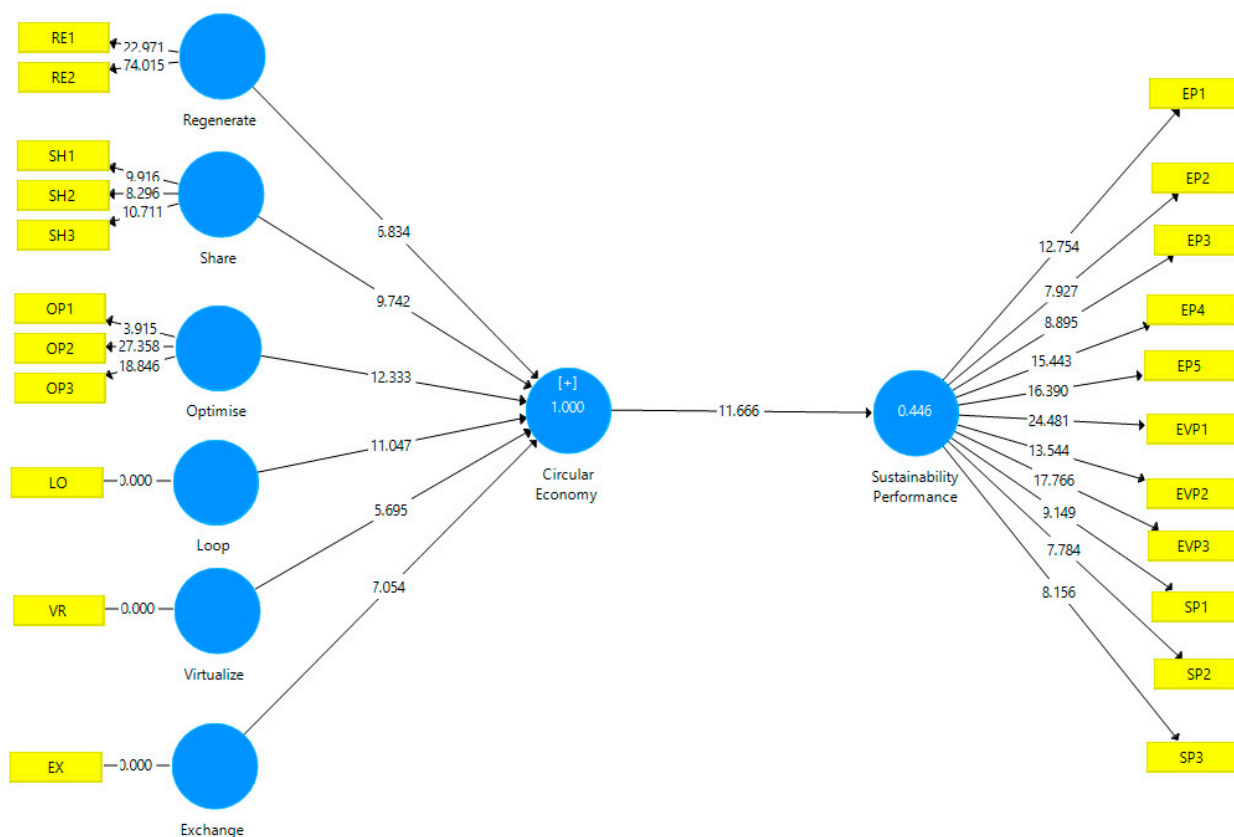 RE1
22.971
RE2
74.015
Regenerate
SH1
9.916
SH2
8.296
SH3
10.711
Share
OP1
3.915
OP2
27.358
OP3
18.846
Optimise
LO
0.000
Loop
VR
0.000
Virtualize
EX
0.000
Exchange
9.742
12.333
11.047
5.695
7.054
[+]
1.000
Circular
Economy
11.666
0.446
Sustainability
Performance
12.754
7.927
8.895
15.443
16.390
24.481
13.544
17.766
9.149
7.784
8.156
EP1
EP2
EP3
EP4
EP5
EVP1
EVP2
EVP3
SP1
SP2
SP3